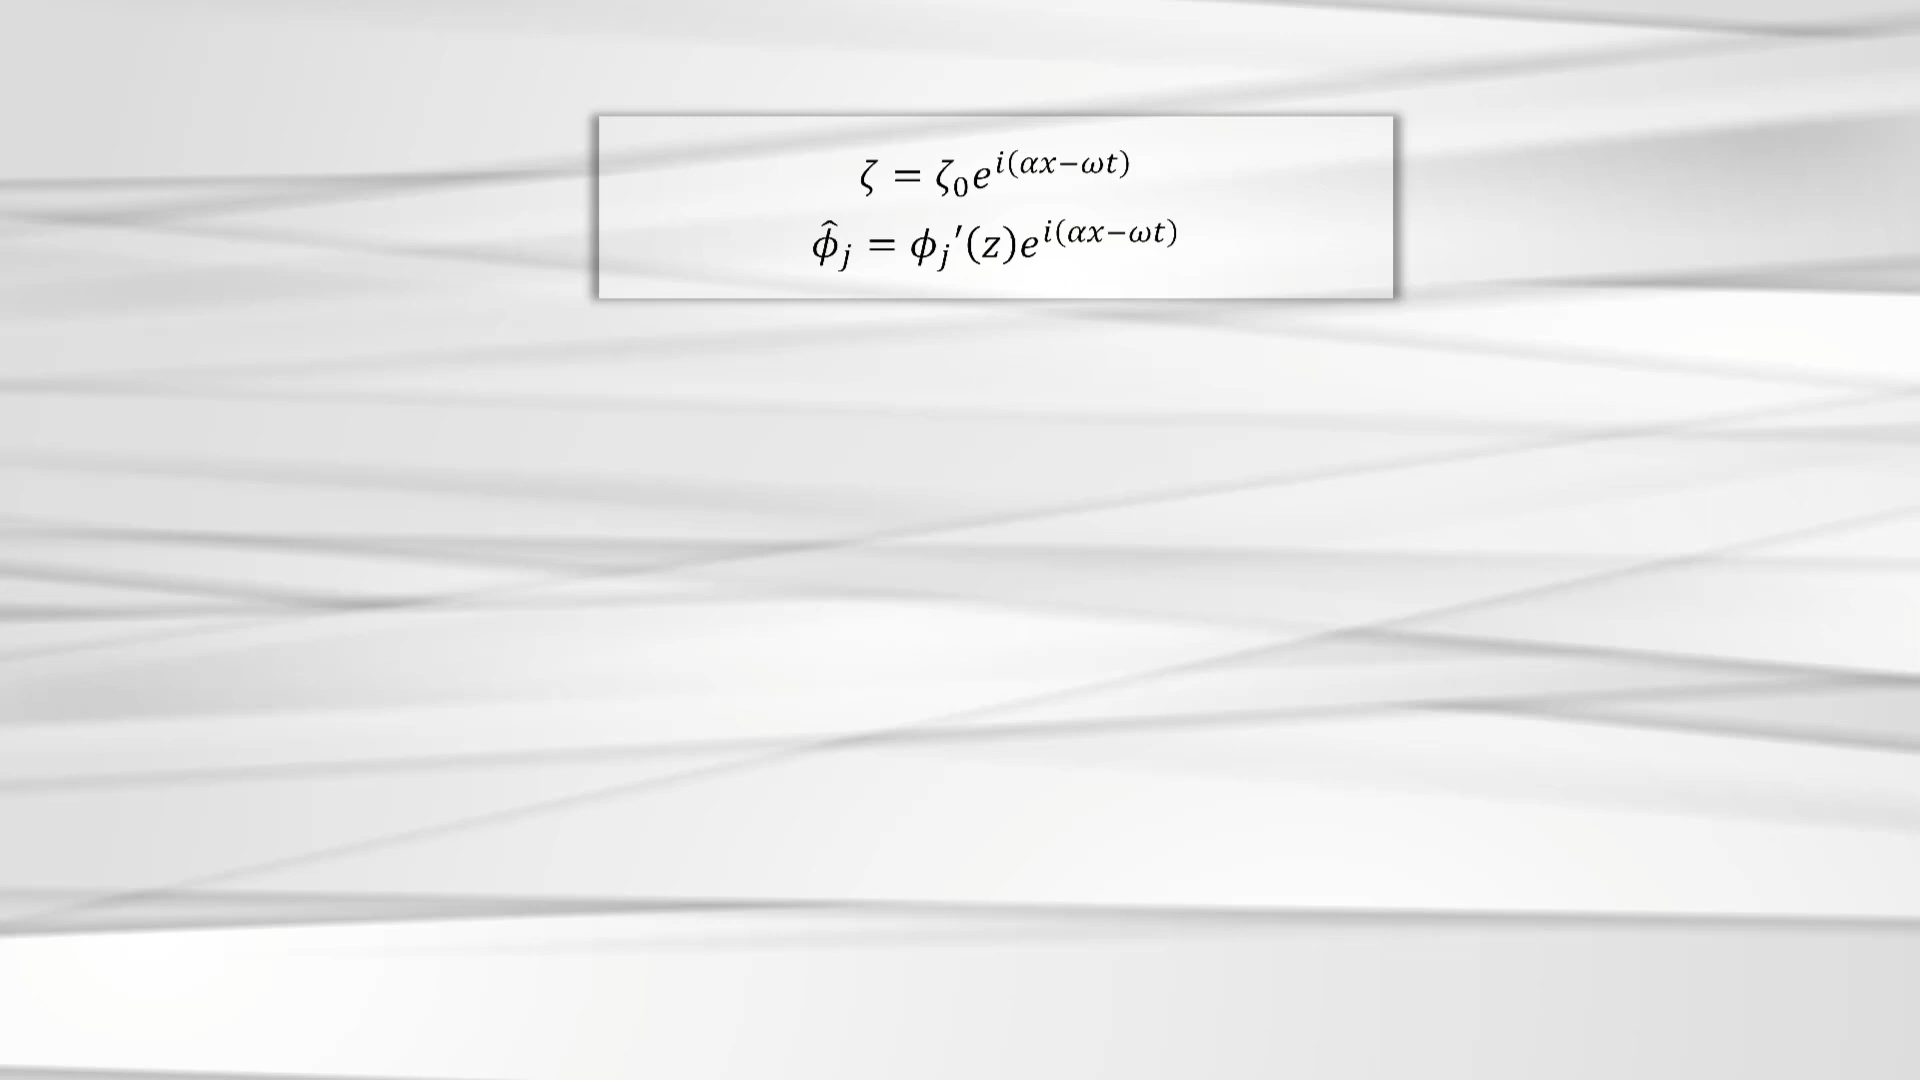 ζ = ζ₀e^{i(αx−ωt)}
ϕ̂ⱼ = ϕⱼ′(z)e^{i(αx−ωt)}